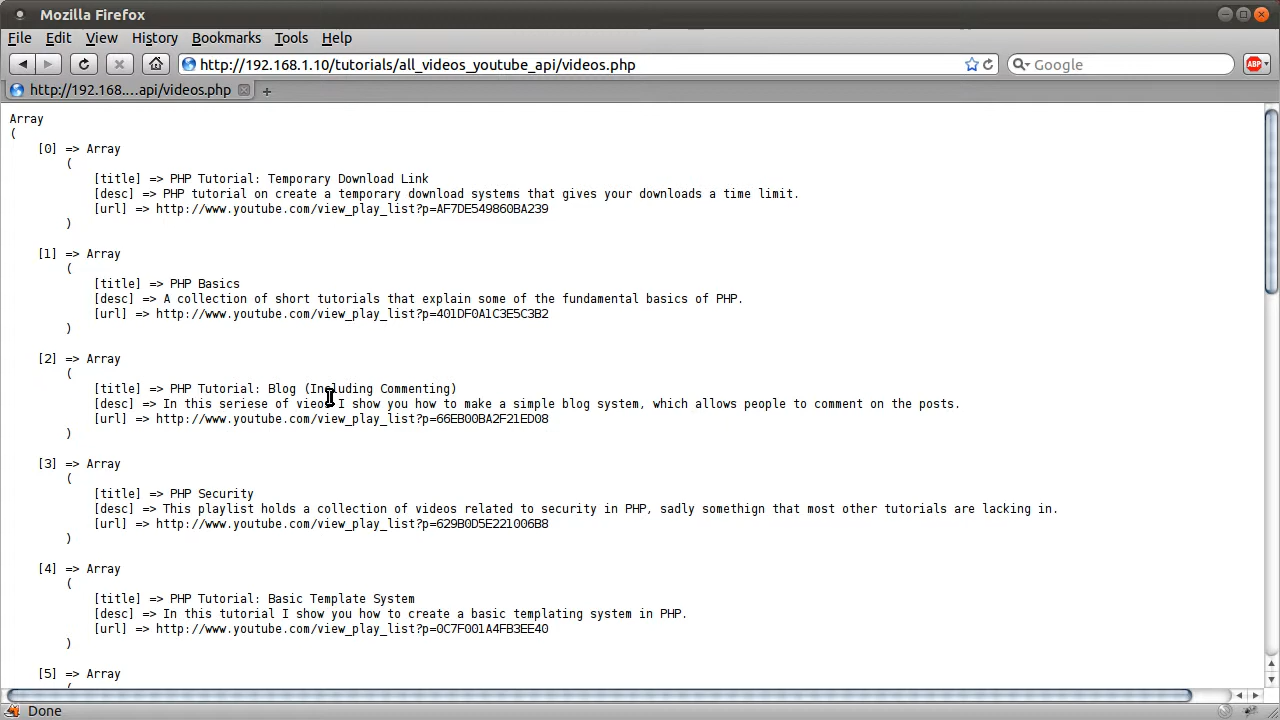 Mozilla Firefox
File Edit View History Bookmarks Tools Help
http://192.168.1.10/tutorials/all_videos_youtube_api/videos.php
Google
ABP
http://192.168....api/videos.php
Array
(
[0] => Array
(
[title] => PHP Tutorial: Temporary Download Link
[desc] => PHP tutorial on create a temporary download systems that gives your downloads a time limit.
[url] => http://www.youtube.com/view_play_list?p=AF7DE549860BA239
)
[1] => Array
(
[title] => PHP Basics
[desc] => A collection of short tutorials that explain some of the fundamental basics of PHP.
[url] => http://www.youtube.com/view_play_list?p=401DF0A1C3E5C3B2
)
[2] => Array
(
[title] => PHP Tutorial: Blog (Including Commenting)
[desc] => In this seriese of vieos I show you how to make a simple blog system, which allows people to comment on the posts.
[url] => http://www.youtube.com/view_play_list?p=66EB00BA2F21ED08
)
[3] => Array
(
[title] => PHP Security
[desc] => This playlist holds a collection of videos related to security in PHP, sadly somethign that most other tutorials are lacking in.
[url] => http://www.youtube.com/view_play_list?p=629B0D5E221006B8
)
[4] => Array
(
[title] => PHP Tutorial: Basic Template System
[desc] => In this tutorial I show you how to create a basic templating system in PHP.
[url] => http://www.youtube.com/view_play_list?p=0C7F001A4FB3EE40
)
[5] => Array
Done